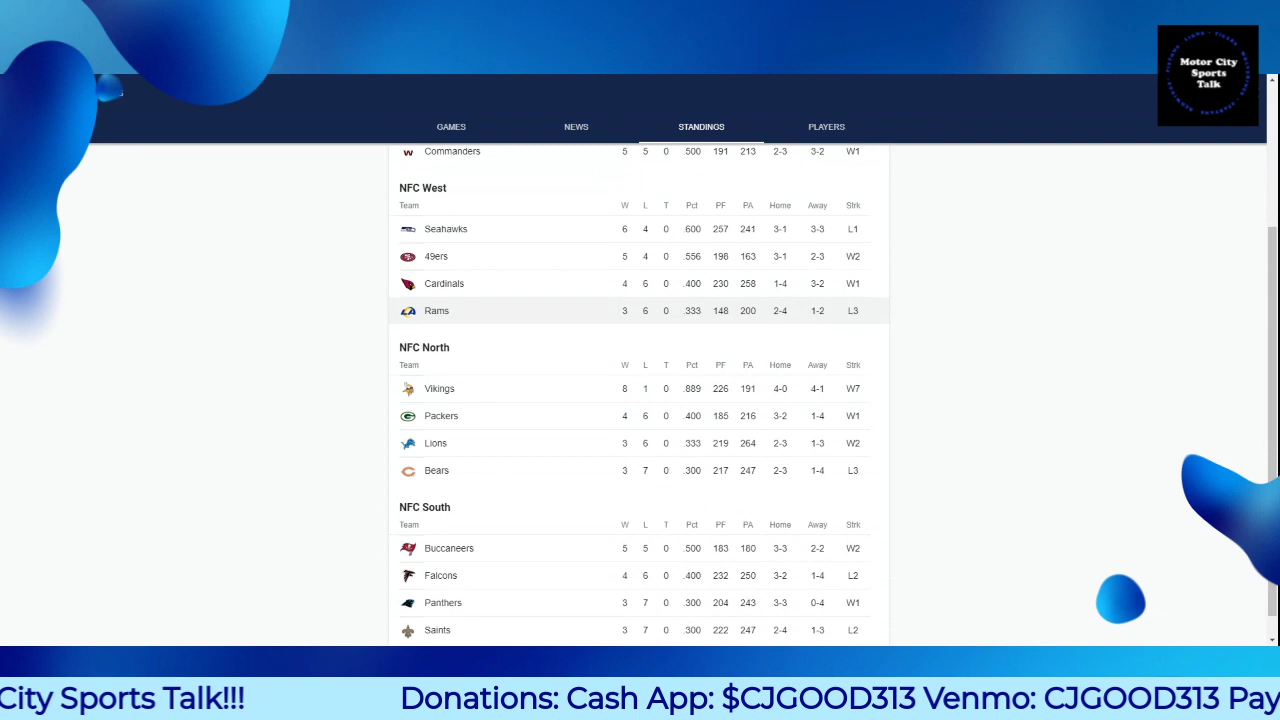 Motor City
Sports
Talk
GAMES NEWS STANDINGS PLAYERS
Commanders 5 5 0 .500 191 213 2-3 3-2 W1
NFC West
Team W L T Pct PF PA Home Away Strk
Seahawks 6 4 0 .600 257 241 3-1 3-3 L1
49ers 5 4 0 .556 198 163 3-1 2-3 W2
Cardinals 4 6 0 .400 230 258 1-4 3-2 W1
Rams 3 6 0 .333 148 200 2-4 1-2 L3
NFC North
Team W L T Pct PF PA Home Away Strk
Vikings 8 1 0 .889 226 191 4-0 4-1 W7
Packers 4 6 0 .400 185 216 3-2 1-4 W1
Lions 3 6 0 .333 219 264 2-3 1-3 W2
Bears 3 7 0 .300 217 247 2-3 1-4 L3
NFC South
Team W L T Pct PF PA Home Away Strk
Buccaneers 5 5 0 .500 183 180 3-3 2-2 W2
Falcons 4 6 0 .400 232 250 3-2 1-4 L2
Panthers 3 7 0 .300 204 243 3-3 0-4 W1
Saints 3 7 0 .300 222 247 2-4 1-3 L2
City Sports Talk!!! Donations: Cash App: $CJGOOD313 Venmo: CJGOOD313 Pay